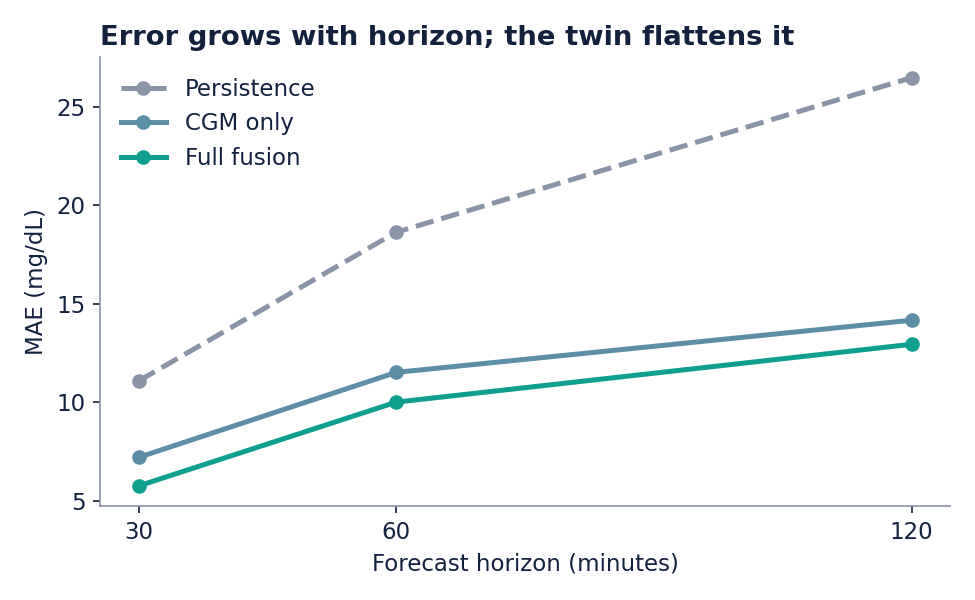 Error grows with horizon; the twin flattens it
Persistence
CGM only
Full fusion
MAE (mg/dL)
25
20
15
10
5
30 60 120
Forecast horizon (minutes)